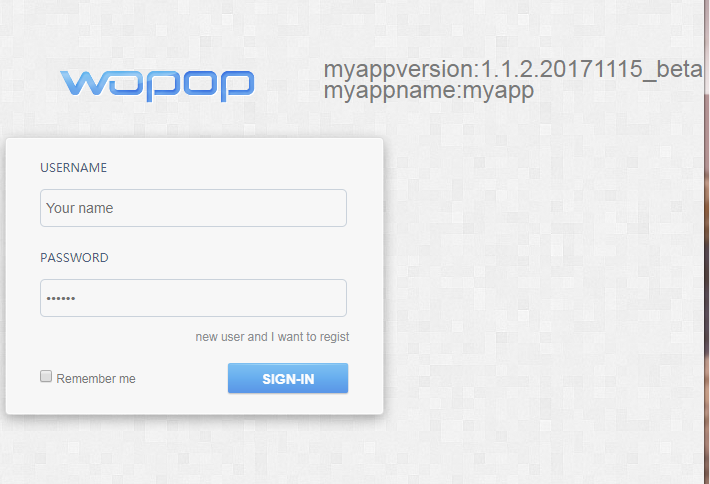 wopop
myappversion:1.1.2.20171115_beta
myappname:myapp
USERNAME
Your name
PASSWORD
••••••
new user and I want to regist
Remember me
SIGN-IN